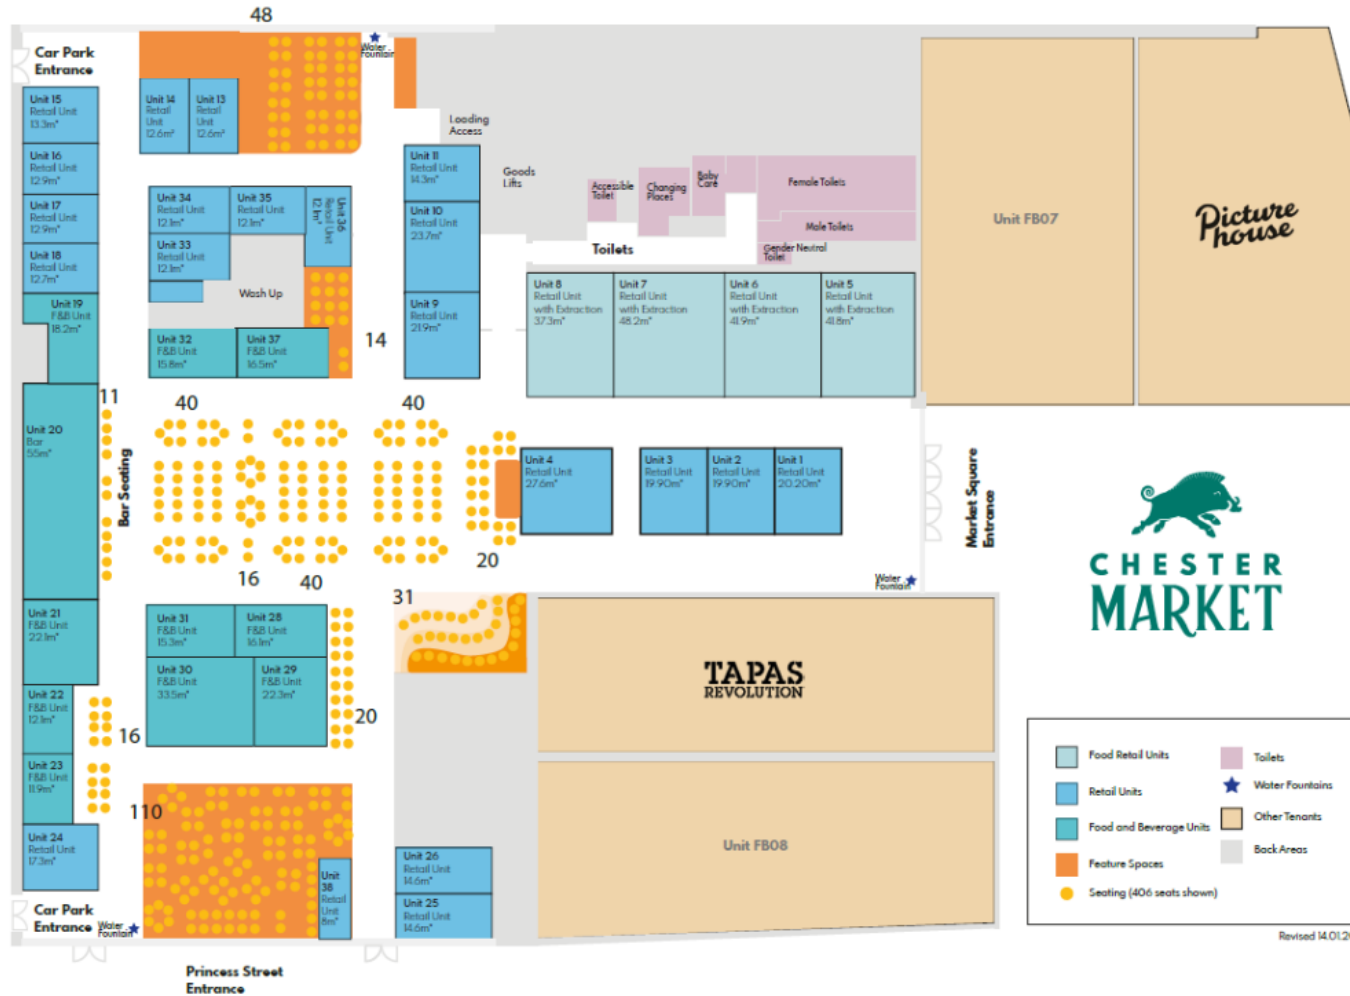 48
Car Park
Entrance
Water
Fountain
Unit 15
Retail Unit
13.3m²
Unit 14
Retail
Unit
12.6m²
Unit 13
Retail
Unit
12.6m²
Loading
Access
Unit 16
Retail Unit
12.9m²
Unit 11
Retail Unit
14.3m²
Goods
Lifts
Accessible
Toilet
Changing
Places
Baby
Care
Female Toilets
Male Toilets
Gender Neutral
Toilet
Toilets
Unit FB07
Picture
house
Unit 17
Retail Unit
12.9m²
Unit 34
Retail Unit
12.1m²
Unit 35
Retail Unit
12.1m²
Unit 36
Retail Unit
12.1m²
Unit 10
Retail Unit
23.7m²
Unit 18
Retail Unit
12.7m²
Unit 33
Retail Unit
12.1m²
Wash Up
Unit 19
F&B Unit
18.2m²
Unit 9
Retail Unit
21.9m²
Unit 8
Retail Unit
with Extraction
37.3m²
Unit 7
Retail Unit
with Extraction
48.2m²
Unit 6
Retail Unit
with Extraction
41.9m²
Unit 5
Retail Unit
with Extraction
41.8m²
Unit 32
F&B Unit
15.8m²
Unit 37
F&B Unit
16.5m²
14
11
40
40
Unit 20
Bar
55m²
Bar Seating
Unit 4
Retail Unit
27.6m²
Unit 3
Retail Unit
19.90m²
Unit 2
Retail Unit
19.90m²
Unit 1
Retail Unit
20.20m²
Market Square
Entrance
CHESTER
MARKET
20
16
40
Water
Fountain
31
Unit 21
F&B Unit
22.1m²
Unit 31
F&B Unit
15.3m²
Unit 28
F&B Unit
16.1m²
Unit 30
F&B Unit
33.5m²
Unit 29
F&B Unit
22.3m²
TAPAS
REVOLUTION
Unit 22
F&B Unit
12.1m²
16
20
Unit 23
F&B Unit
11.9m²
110
Unit 24
Retail Unit
17.3m²
Unit 38
Retail
Unit
8m²
Unit 26
Retail Unit
14.6m²
Unit 25
Retail Unit
14.6m²
Unit FB08
Car Park
Entrance
Water
Fountain
Princess Street
Entrance
Food Retail Units
Retail Units
Food and Beverage Units
Feature Spaces
Seating (406 seats shown)
Toilets
Water Fountains
Other Tenants
Back Areas
Revised 14.01.20